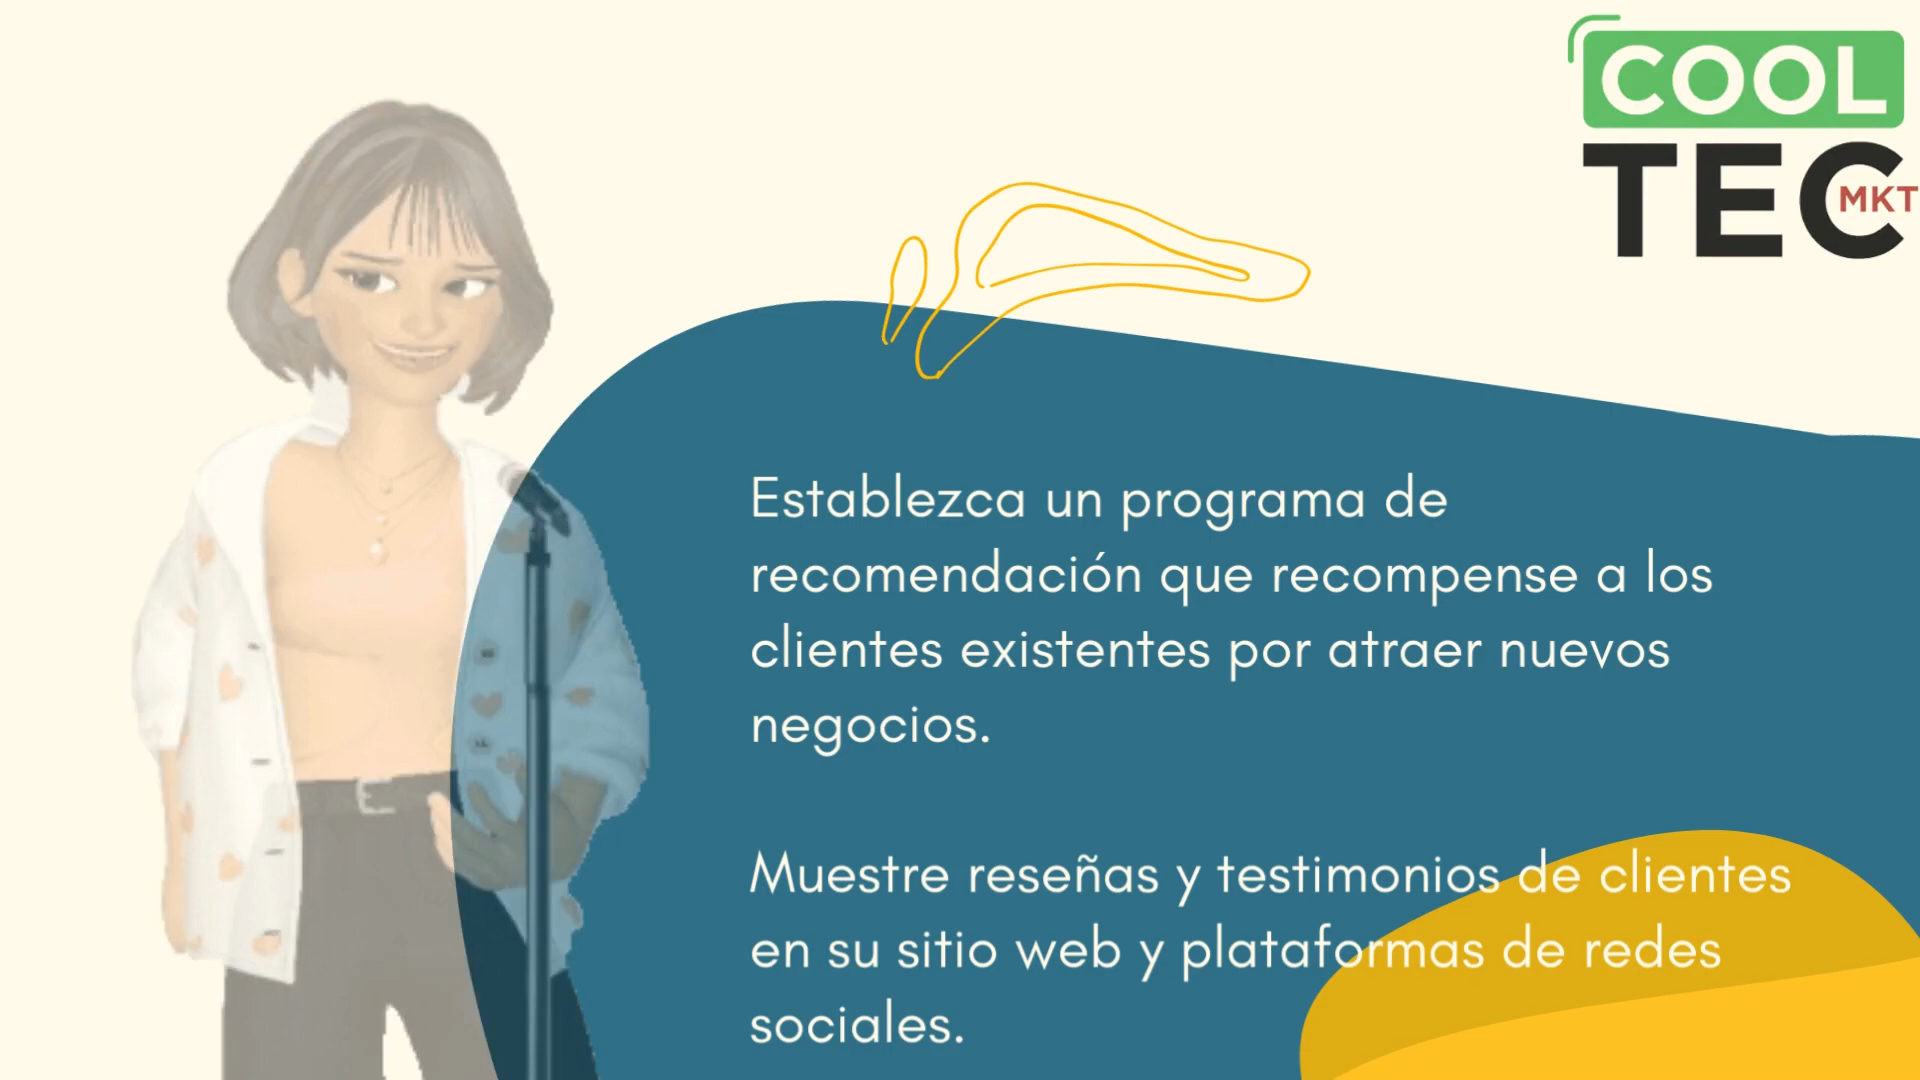 COOL
TEC
MKT
Establezca un programa de
recomendación que recompense a los
clientes existentes por atraer nuevos
negocios.
Muestre reseñas y testimonios de clientes
en su sitio web y plataformas de redes
sociales.